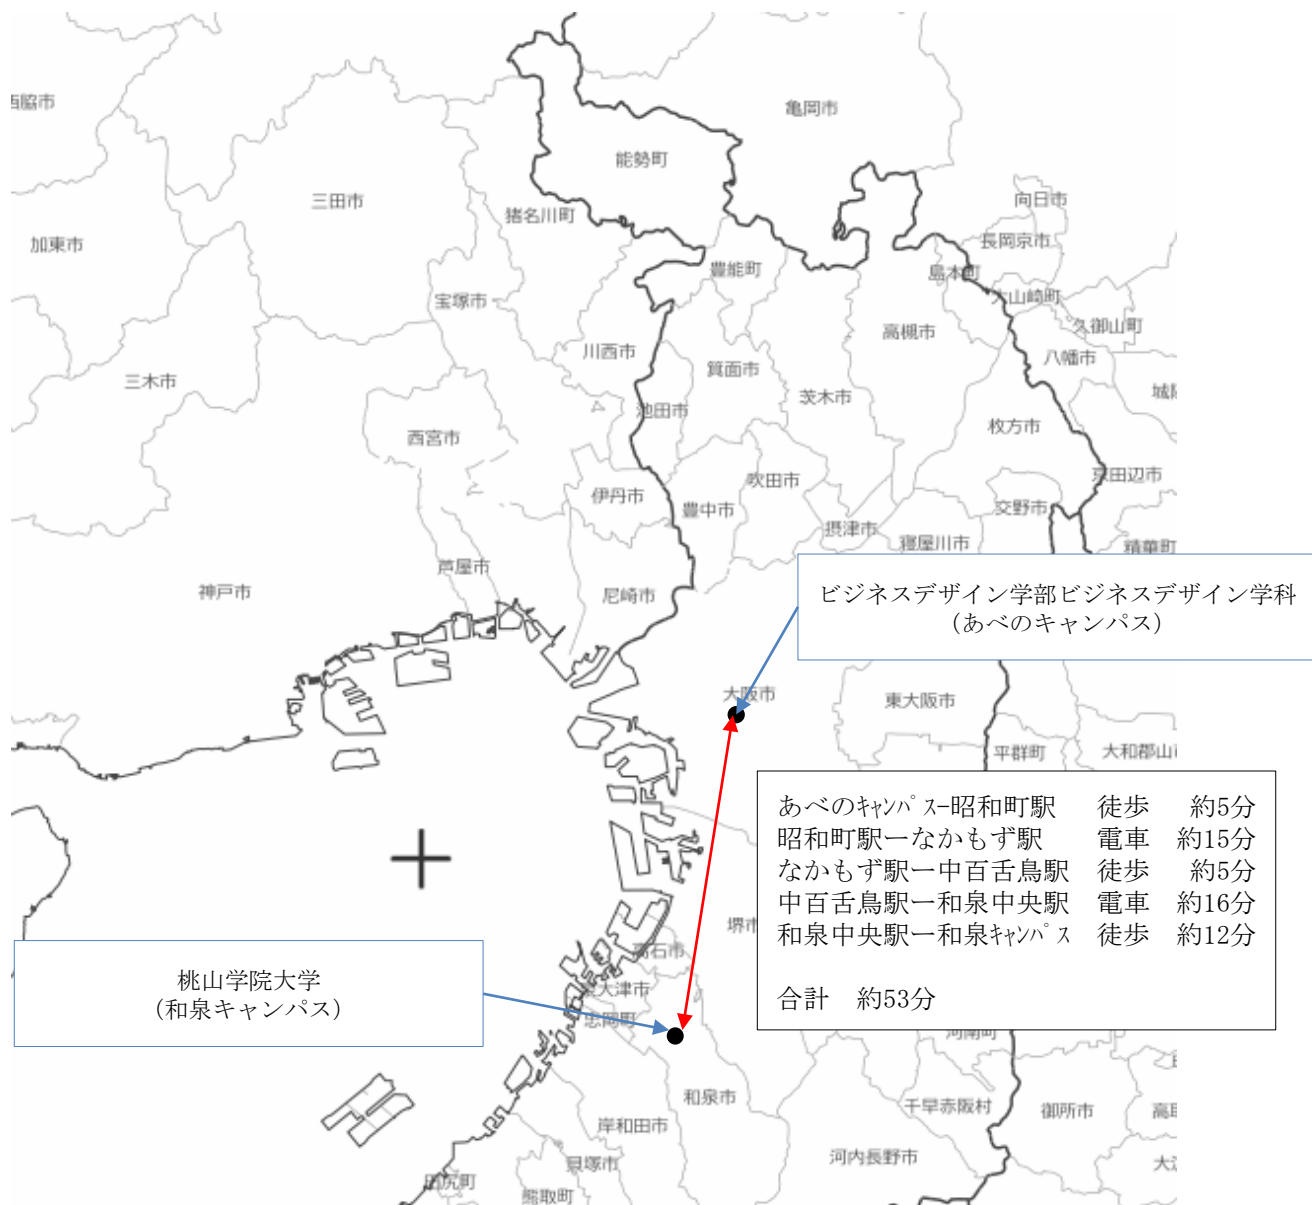 亀岡市
西脇市
能勢町
三田市
向日市
猪名川町
長岡京市
加東市
豊能町
島本町
大山崎町
宝塚市
久御山町
高槻市
川西市
八幡市
箕面市
三木市
茨木市
池田市
枚方市
西宮市
京田辺市
吹田市
伊丹市
交野市
豊中市
摂津市
寝屋川市
精華町
芦屋市
神戸市
尼崎市
ビジネスデザイン学部ビジネスデザイン学科
(あべのキャンパス)
大阪市
東大阪市
平群町
大和郡山
あべのｷｬﾝﾊﾟｽｰ昭和町駅 徒歩 約5分
昭和町駅ーなかもず駅 電車 約15分
なかもず駅ー中百舌鳥駅 徒歩 約5分
中百舌鳥駅ー和泉中央駅 電車 約16分
和泉中央駅ー和泉ｷｬﾝﾊﾟｽ 徒歩 約12分
合計 約53分
堺
高石市
大津市
忠岡町
桃山学院大学
(和泉キャンパス)
河南町
和泉市
千早赤阪村
御所市
岸和田市
河内長野市
貝塚市
田尻町
熊取町